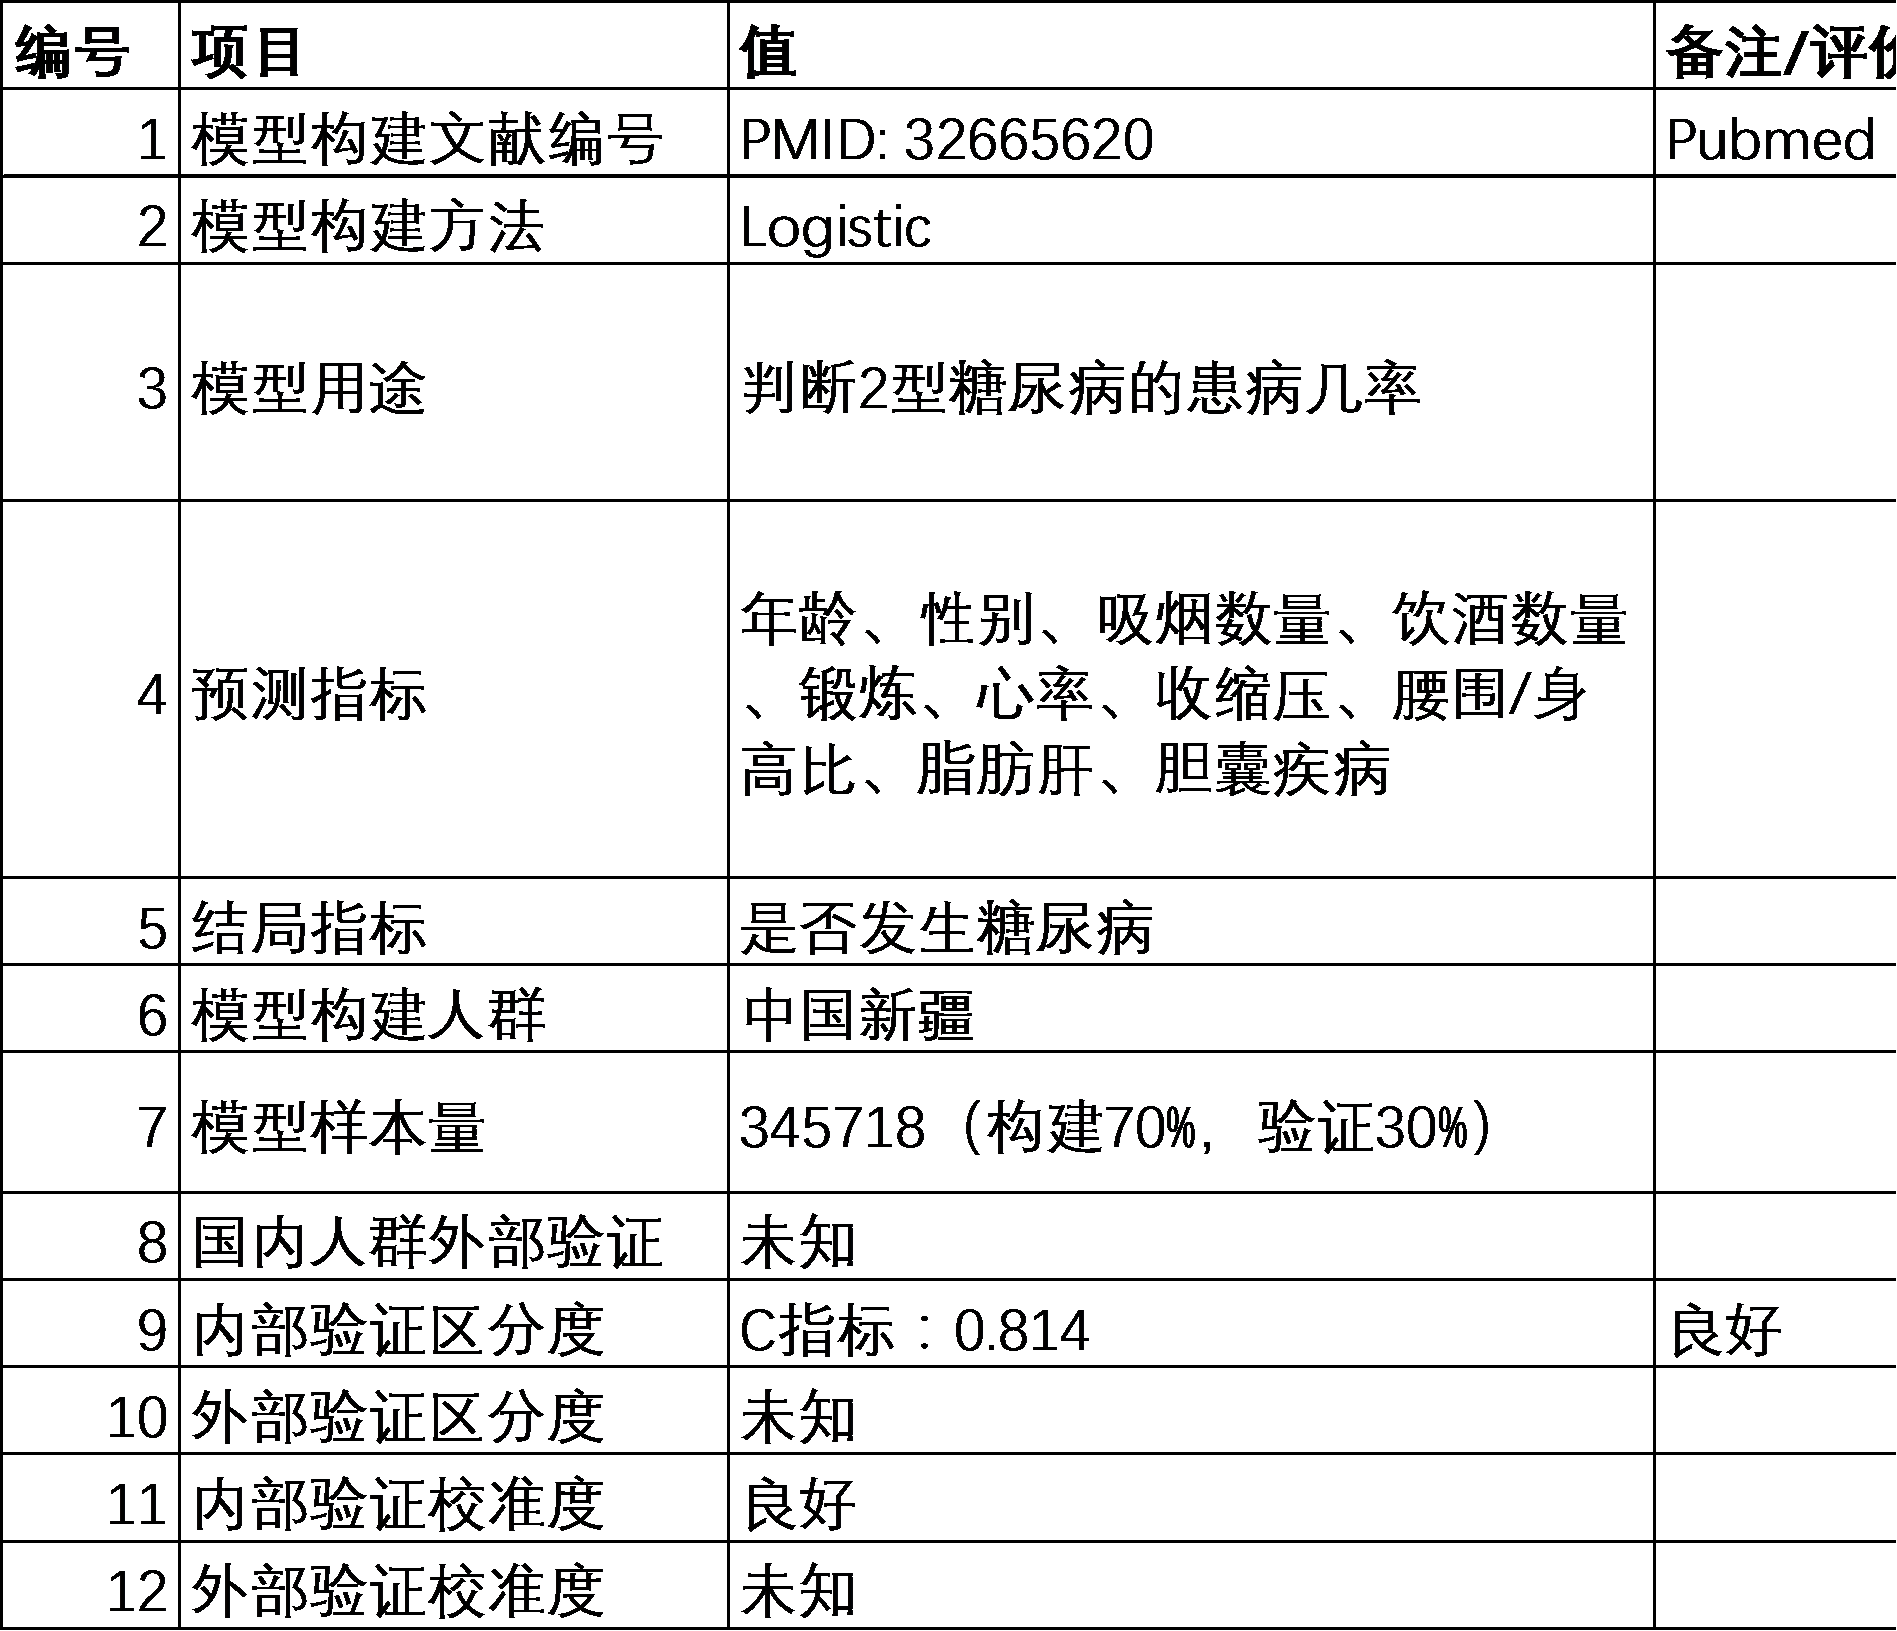 编号 项目 值 备注/评价
1 模型构建文献编号 PMID: 32665620 Pubmed
2 模型构建方法 Logistic
3 模型用途 判断2型糖尿病的患病几率
4 预测指标 年龄、性别、吸烟数量、饮酒数量
、锻炼、心率、收缩压、腰围/身
高比、脂肪肝、胆囊疾病
5 结局指标 是否发生糖尿病
6 模型构建人群 中国新疆
7 模型样本量 345718（构建70%，验证30%）
8 国内人群外部验证 未知
9 内部验证区分度 C指标：0.814 良好
10 外部验证区分度 未知
11 内部验证校准度 良好
12 外部验证校准度 未知